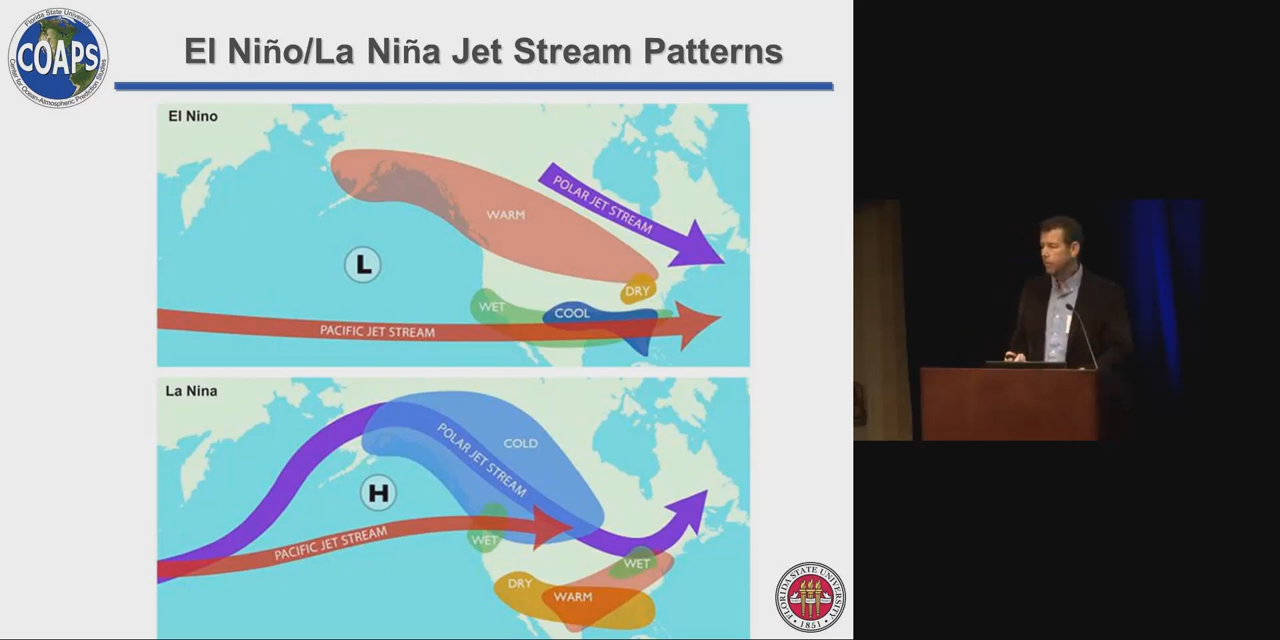 Florida State University
COAPS
Center for Ocean-Atmospheric Prediction Studies
El Niño/La Niña Jet Stream Patterns
El Nino
POLAR JET STREAM
WARM
L
DRY
WET
COOL
PACIFIC JET STREAM
La Nina
COLD
POLAR JET STREAM
H
PACIFIC JET STREAM
WET
WET
DRY
WARM
FLORIDA STATE UNIVERSITY
1851